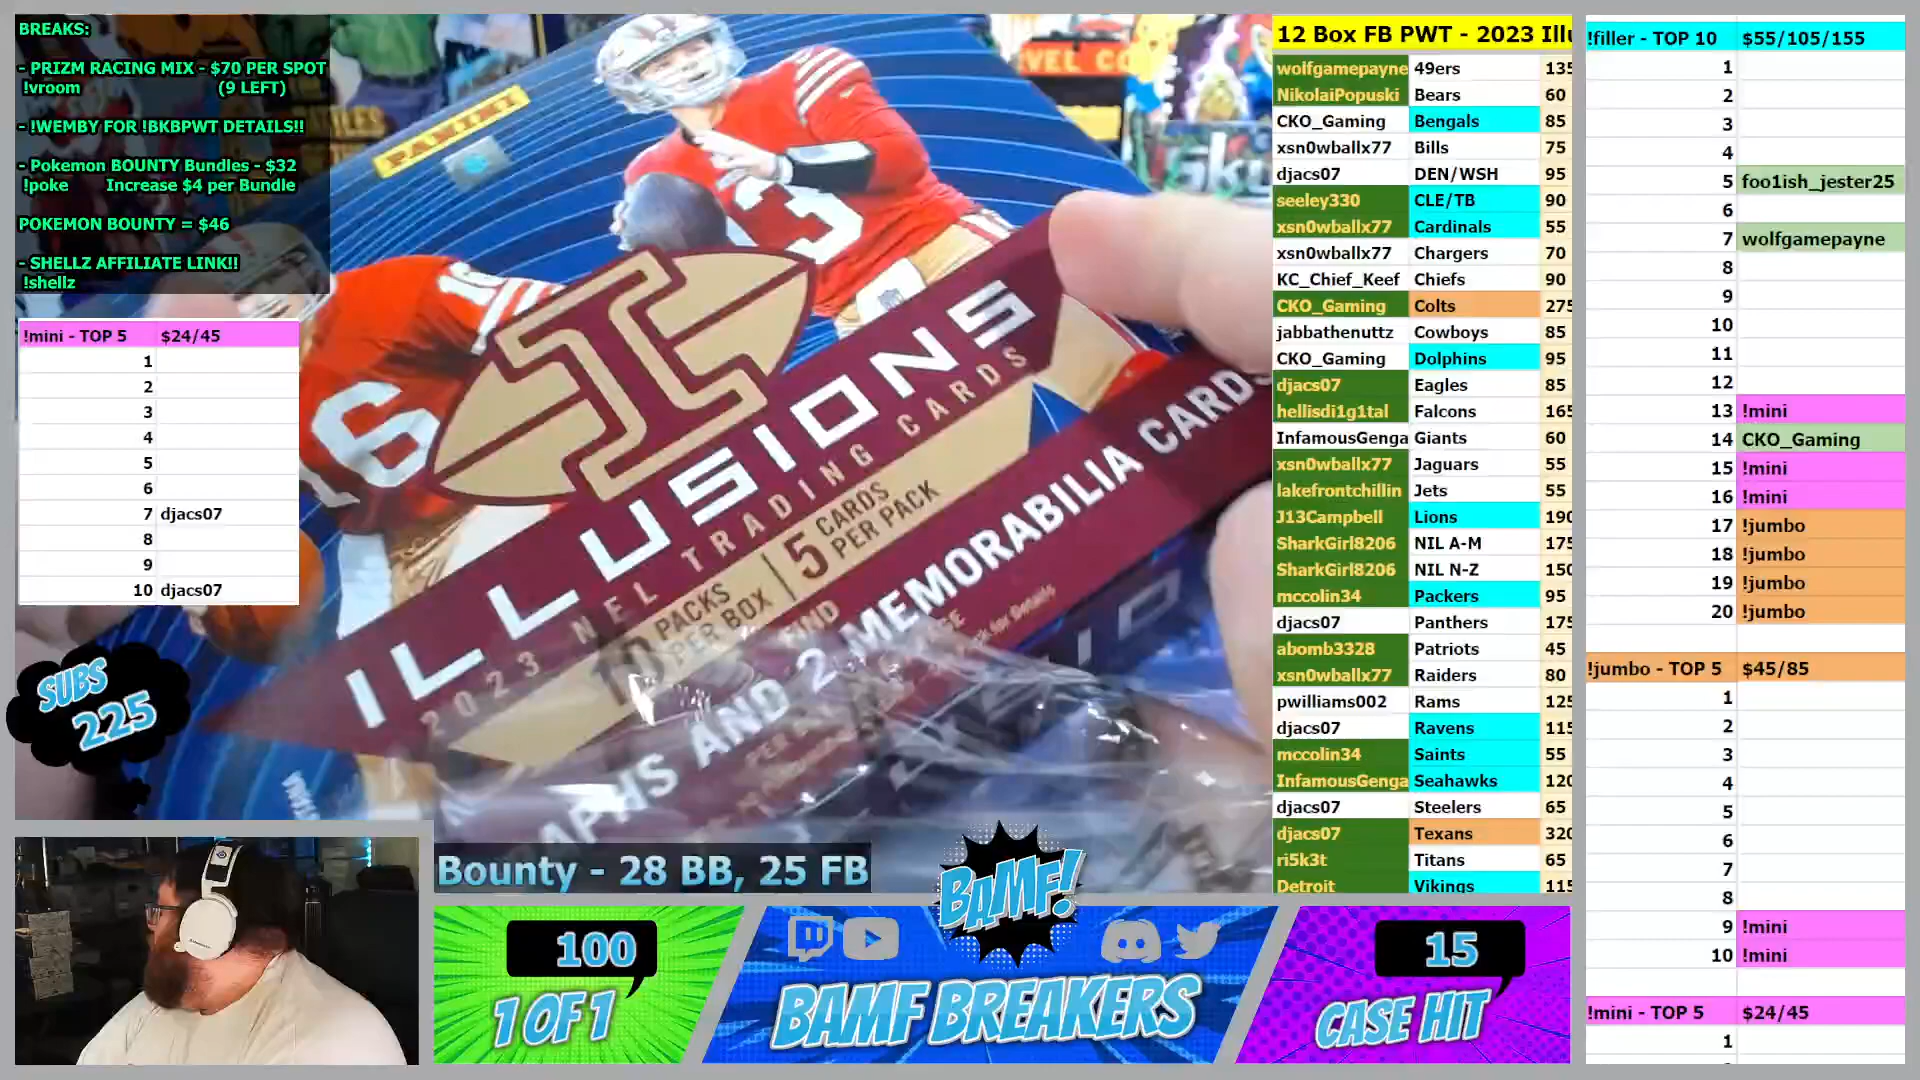 BREAKS:
- PRIZM RACING MIX - $70 PER SPOT
!vroom (9 LEFT)
- !WEMBY FOR !BKBPWT DETAILS!!
- Pokemon BOUNTY Bundles - $32
!poke Increase $4 per Bundle
POKEMON BOUNTY = $46
- SHELLZ AFFILIATE LINK!!
!shellz
!mini - TOP 5 $24/45
1
2
3
4
5
6
7 djacs07
8
9
10 djacs07
SUBS
225
PANINI
13
16
ILLUSIONS
2023 NFL TRADING CARDS
10 PACKS PER BOX | 5 CARDS PER PACK
FIND
APHS AND 2 MEMORABILIA CARDS
VEL CO
Sky
Bounty - 28 BB, 25 FB
BAMF!
100
1 OF 1
BAMF BREAKERS
15
CASE HIT
12 Box FB PWT - 2023 Illu
wolfgamepayne 49ers 135
NikolaiPopuski Bears 60
CKO_Gaming Bengals 85
xsn0wballx77 Bills 75
djacs07 DEN/WSH 95
seeley330 CLE/TB 90
xsn0wballx77 Cardinals 55
xsn0wballx77 Chargers 70
KC_Chief_Keef Chiefs 90
CKO_Gaming Colts 275
jabbathenuttz Cowboys 85
CKO_Gaming Dolphins 95
djacs07 Eagles 85
hellisdi1g1tal Falcons 165
InfamousGenga Giants 60
xsn0wballx77 Jaguars 55
lakefrontchillin Jets 55
J13Campbell Lions 190
SharkGirl8206 NIL A-M 175
SharkGirl8206 NIL N-Z 150
mccolin34 Packers 95
djacs07 Panthers 175
abomb3328 Patriots 45
xsn0wballx77 Raiders 80
pwilliams002 Rams 125
djacs07 Ravens 115
mccolin34 Saints 55
InfamousGenga Seahawks 120
djacs07 Steelers 65
djacs07 Texans 320
ri5k3t Titans 65
Detroit Vikings 115
!filler - TOP 10 $55/105/155
1
2
3
4
5 foo1ish_jester25
6
7 wolfgamepayne
8
9
10
11
12
13 !mini
14 CKO_Gaming
15 !mini
16 !mini
17 !jumbo
18 !jumbo
19 !jumbo
20 !jumbo
!jumbo - TOP 5 $45/85
1
2
3
4
5
6
7
8
9 !mini
10 !mini
!mini - TOP 5 $24/45
1